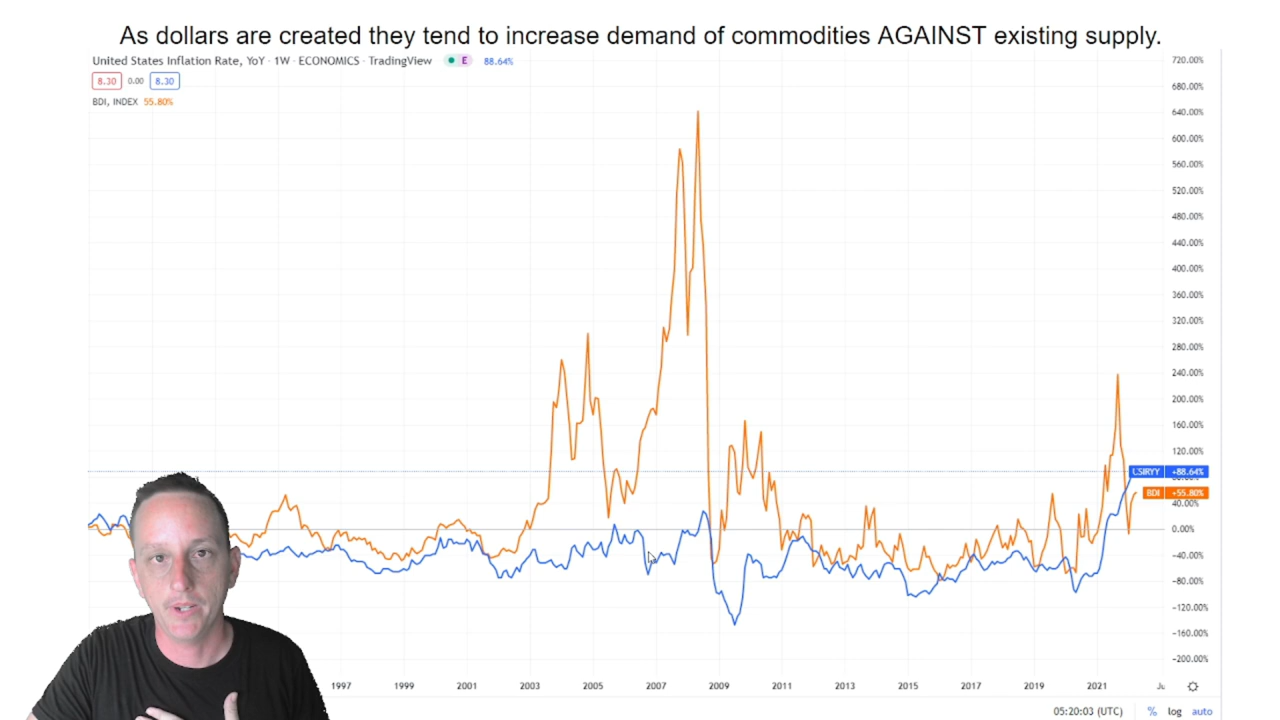 As dollars are created they tend to increase demand of commodities AGAINST existing supply.
United States Inflation Rate, YoY · 1W · ECONOMICS · TradingView E 88.64%
8.30 0.00 8.30
BDI, INDEX 55.80%
720.00%
680.00%
640.00%
600.00%
560.00%
520.00%
480.00%
440.00%
400.00%
360.00%
320.00%
280.00%
240.00%
200.00%
160.00%
120.00%
USIRYY +88.64%
BDI +55.80%
40.00%
0.00%
-40.00%
-80.00%
-120.00%
-160.00%
-200.00%
1997 1999 2001 2003 2005 2007 2009 2011 2013 2015 2017 2019 2021
05:20:03 (UTC) % log auto